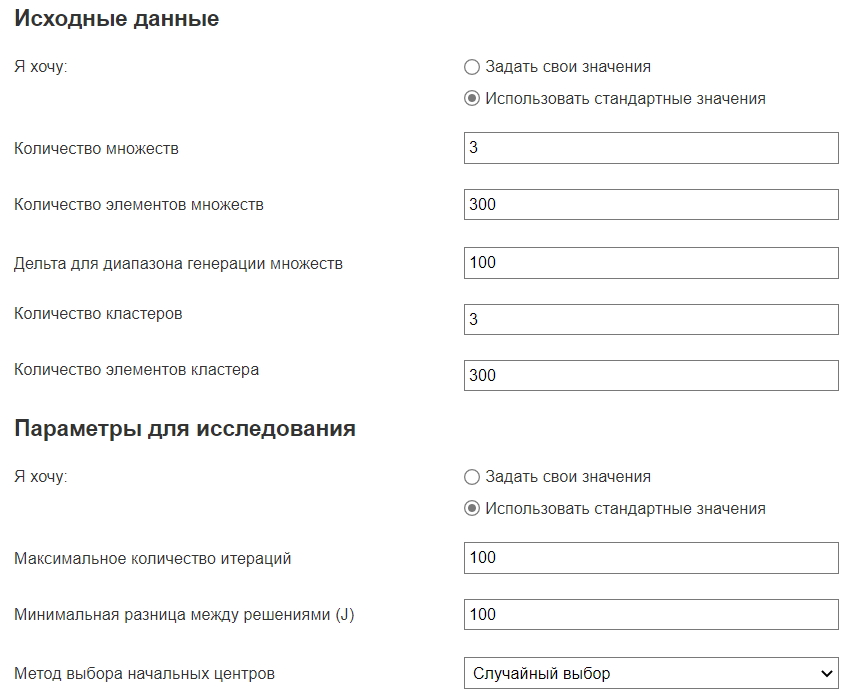 Исходные данные
Я хочу:
Задать свои значения
Использовать стандартные значения
Количество множеств
3
Количество элементов множеств
300
Дельта для диапазона генерации множеств
100
Количество кластеров
3
Количество элементов кластера
300
Параметры для исследования
Я хочу:
Задать свои значения
Использовать стандартные значения
Максимальное количество итераций
100
Минимальная разница между решениями (J)
100
Метод выбора начальных центров
Случайный выбор